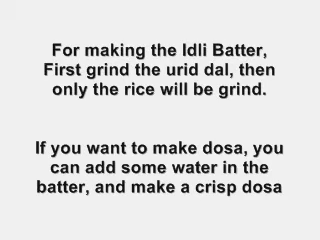 For making the Idli Batter,
First grind the urid dal, then
only the rice will be grind.
If you want to make dosa, you
can add some water in the
batter, and make a crisp dosa